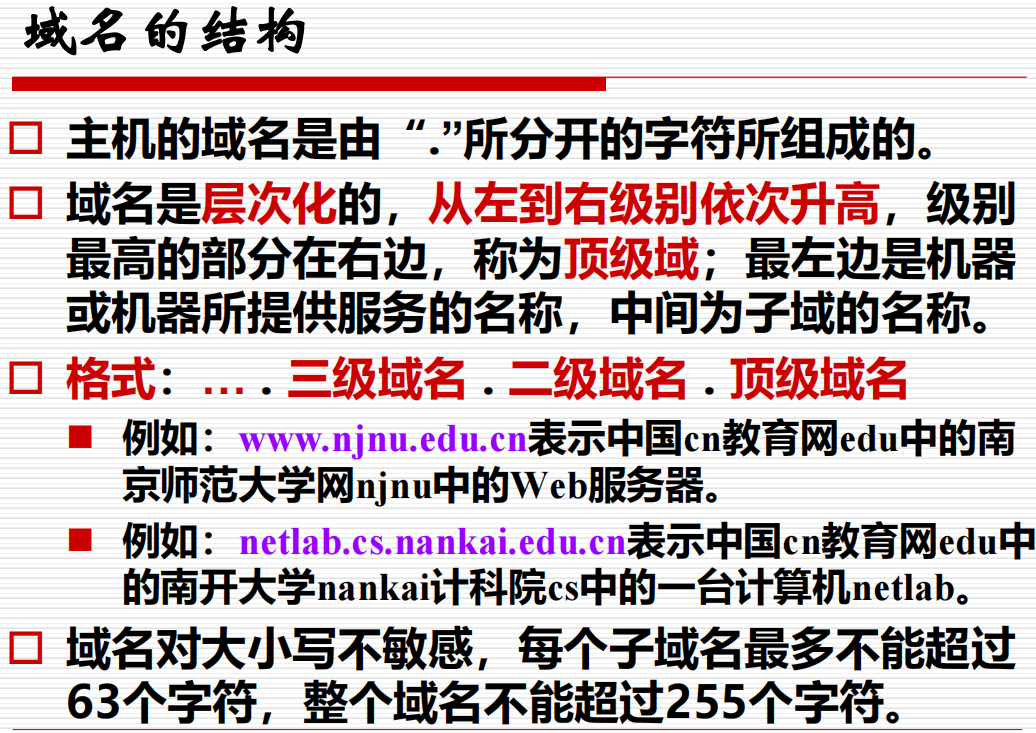 域名的结构
主机的域名是由“.”所分开的字符所组成的。
域名是层次化的，从左到右级别依次升高，级别
最高的部分在右边，称为顶级域；最左边是机器
或机器所提供服务的名称，中间为子域的名称。
格式：… . 三级域名 . 二级域名 . 顶级域名
例如：www.njnu.edu.cn表示中国cn教育网edu中的南
京师范大学网njnu中的Web服务器。
例如：netlab.cs.nankai.edu.cn表示中国cn教育网edu中
的南开大学nankai计科院cs中的一台计算机netlab。
域名对大小写不敏感，每个子域名最多不能超过
63个字符，整个域名不能超过255个字符。